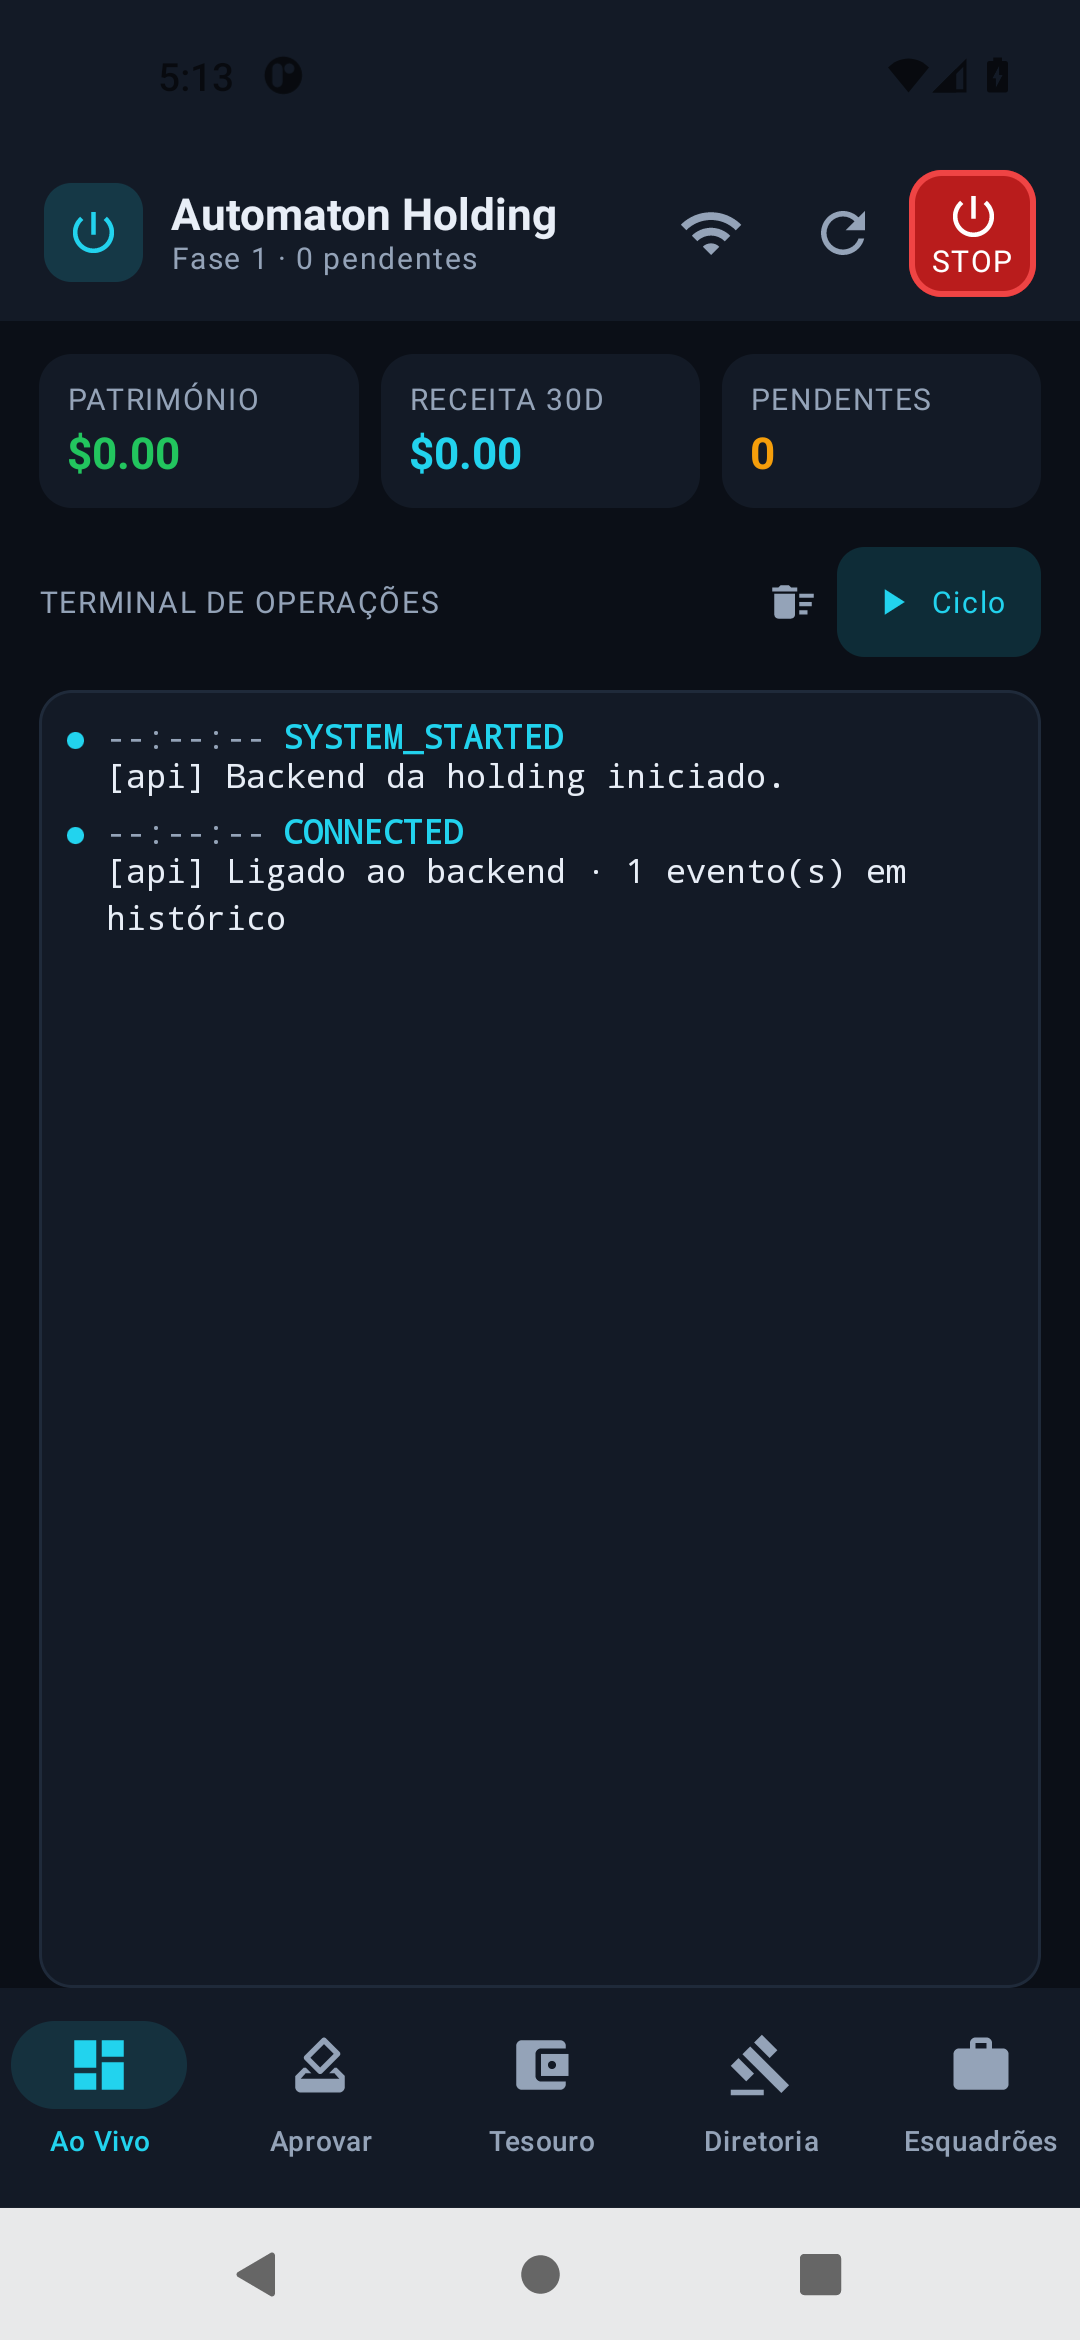 5:13
Automaton Holding
Fase 1 · 0 pendentes
STOP
PATRIMÓNIO
$0.00
RECEITA 30D
$0.00
PENDENTES
0
TERMINAL DE OPERAÇÕES
Ciclo
--:--:-- SYSTEM_STARTED
[api] Backend da holding iniciado.
--:--:-- CONNECTED
[api] Ligado ao backend · 1 evento(s) em
histórico
Ao Vivo
Aprovar
Tesouro
Diretoria
Esquadrões